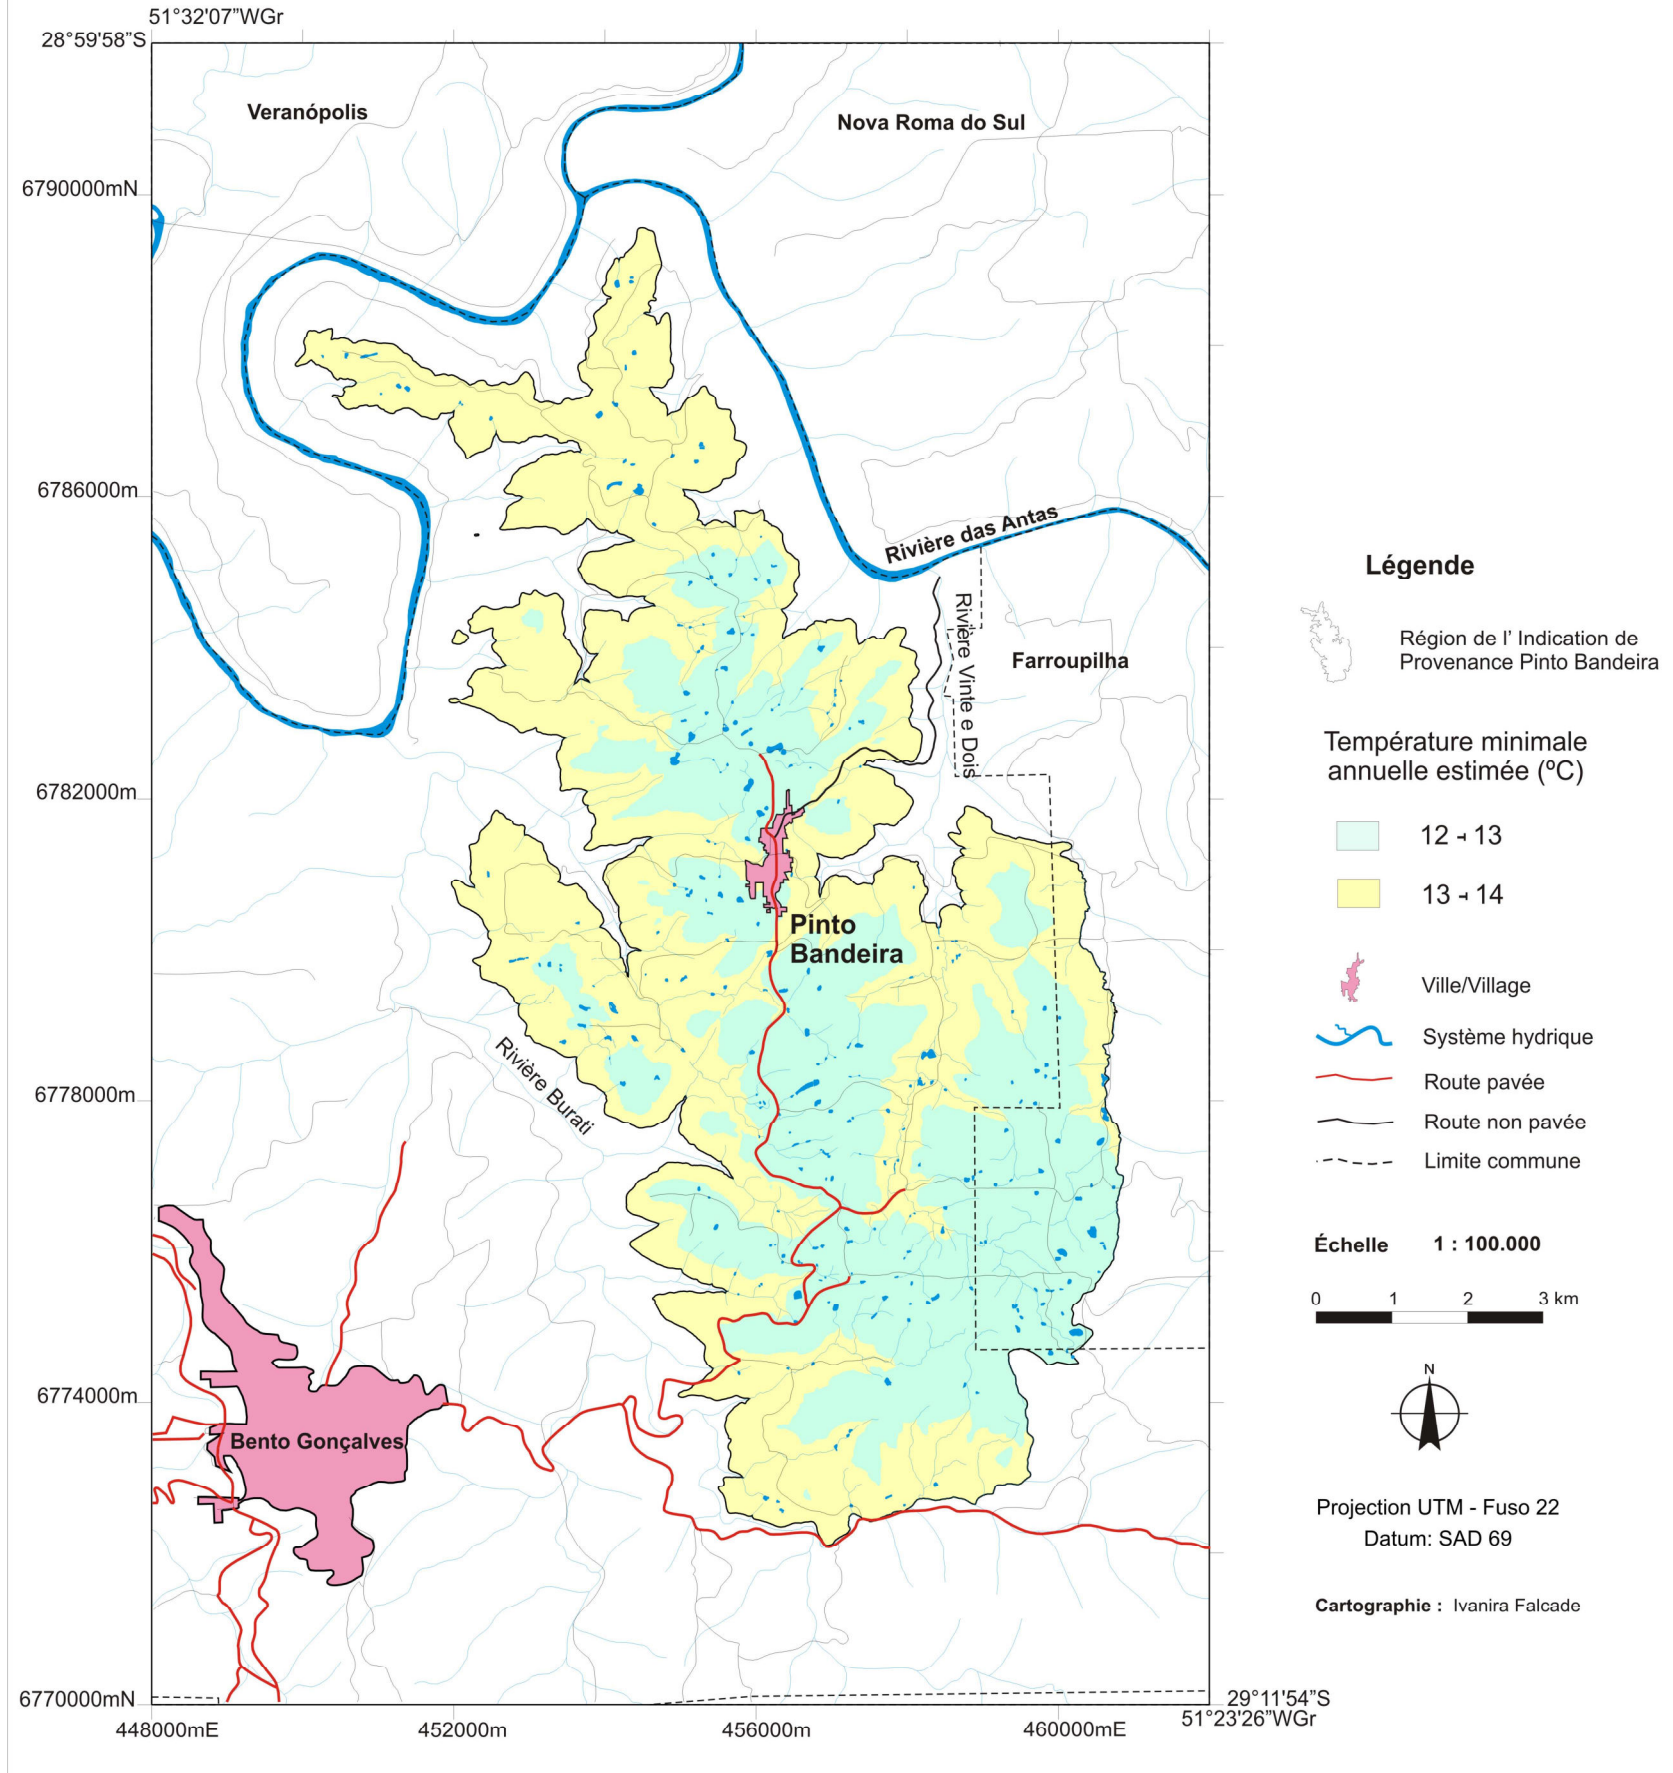 51°32'07”WGr
28°59'58”S
Veranópolis
Nova Roma do Sul
6790000mN
6786000m
Rivière das Antas
Rivière Vinte e Dois
Farroupilha
6782000m
Pinto
Bandeira
Rivière Burati
6778000m
6774000m
Bento Gonçalves
6770000mN
448000mE
452000m
456000m
460000mE
29°11'54”S
51°23'26”WGr
Légende
Région de l' Indication de
Provenance Pinto Bandeira
Température minimale
annuelle estimée (ºC)
12 ⊣ 13
13 ⊣ 14
Ville/Village
Système hydrique
Route pavée
Route non pavée
Limite commune
Échelle 1 : 100.000
0 1 2 3 km
N
Projection UTM - Fuso 22
Datum: SAD 69
Cartographie : Ivanira Falcade